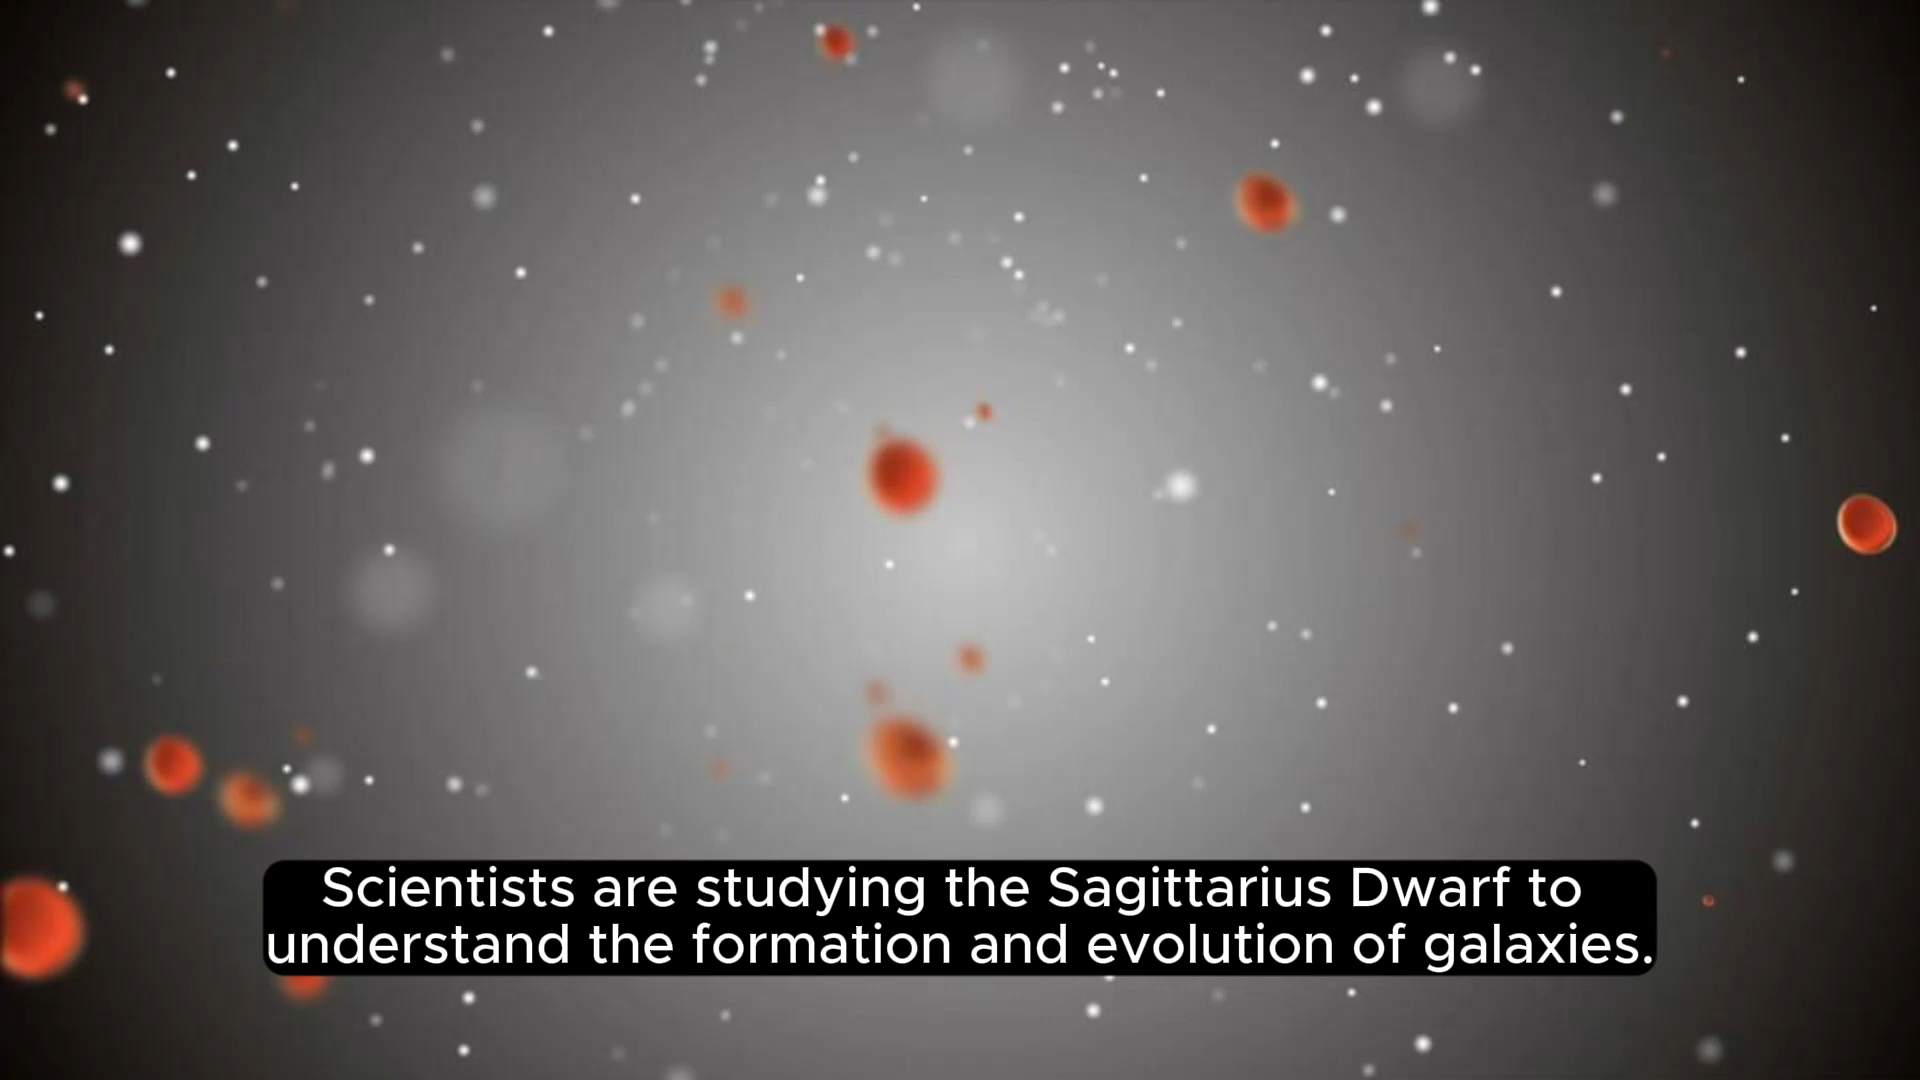 Scientists are studying the Sagittarius Dwarf to
understand the formation and evolution of galaxies.